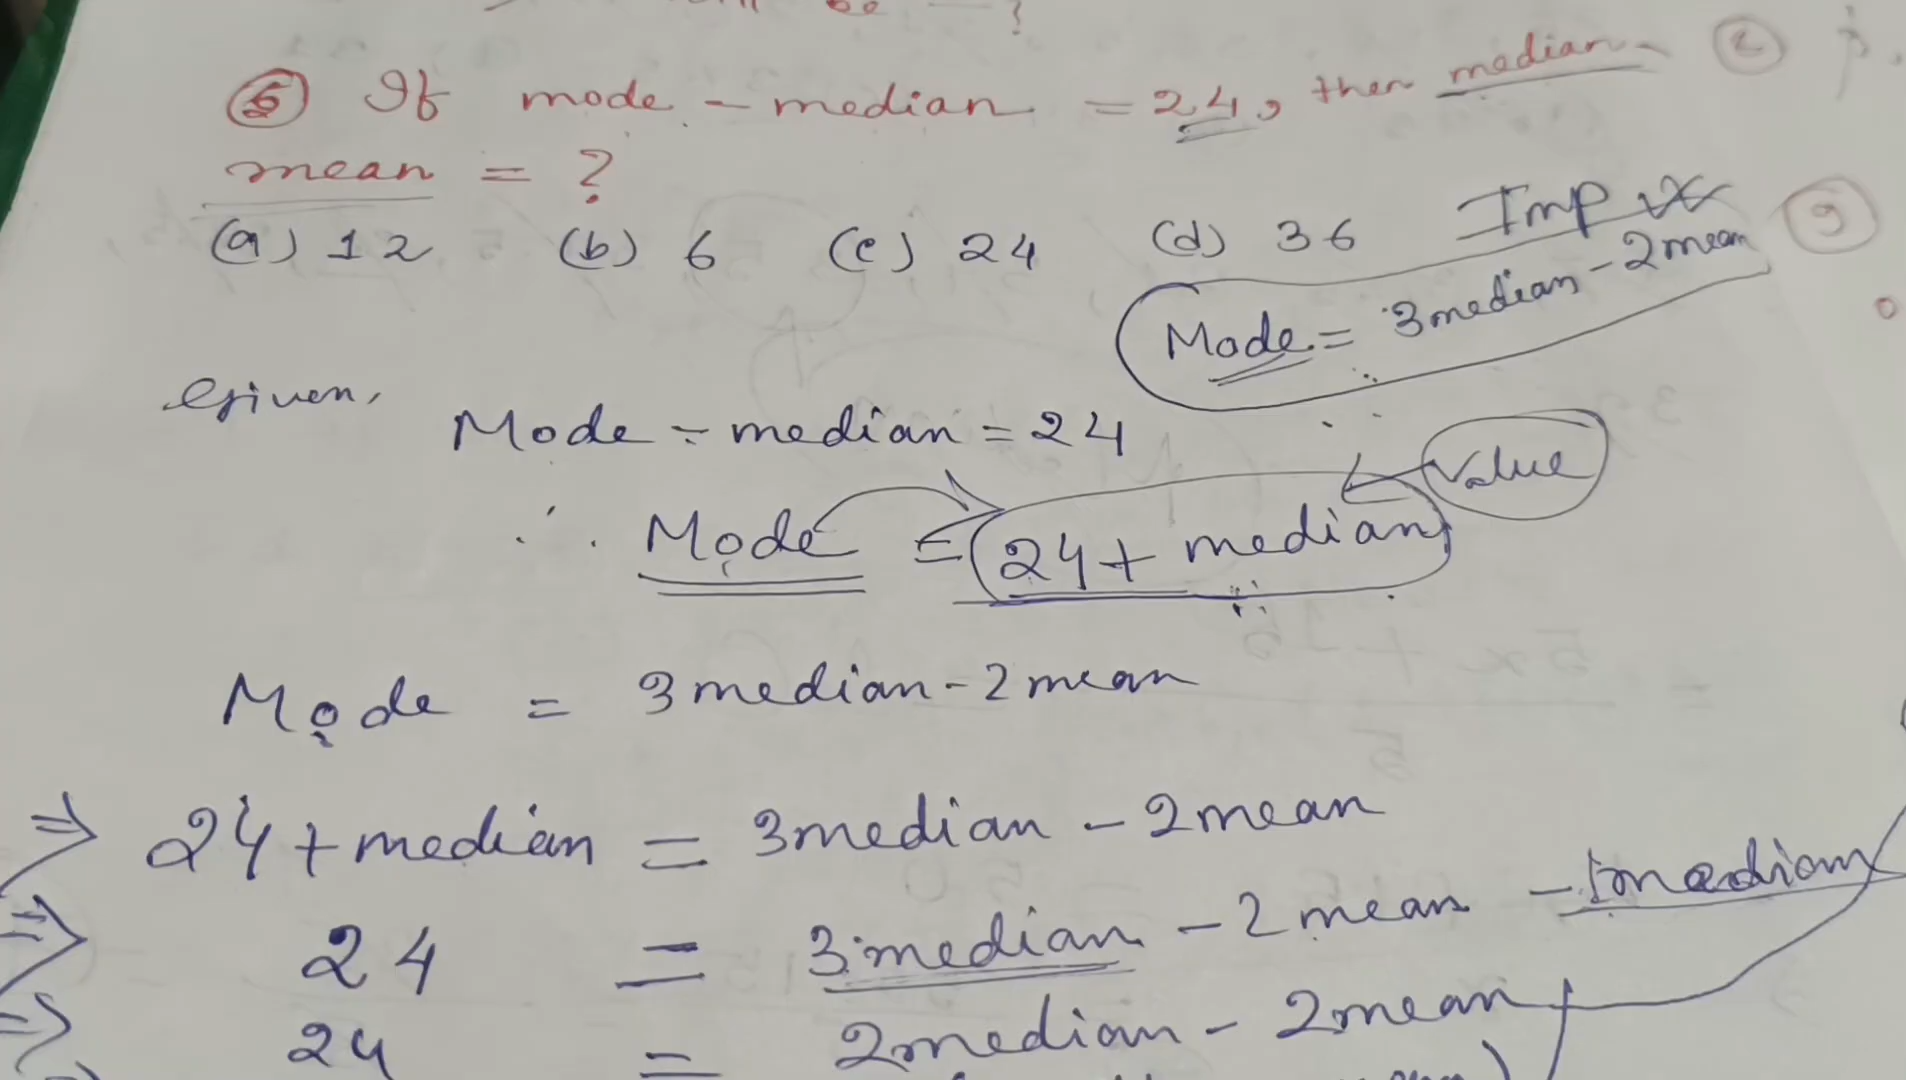 be — ?
⑤ If mode - median = 24, then median -
mean = ?
(a) 12 (b) 6 (c) 24 (d) 36
Imp
Mode = 3median - 2mean
Given,
Mode - median = 24
Value
∴ Mode = 24 + median
Mode = 3median - 2mean
⇒ 24 + median = 3median - 2mean
⇒ 24 = 3median - 2mean - 1median
⇒ 24 = 2median - 2mean